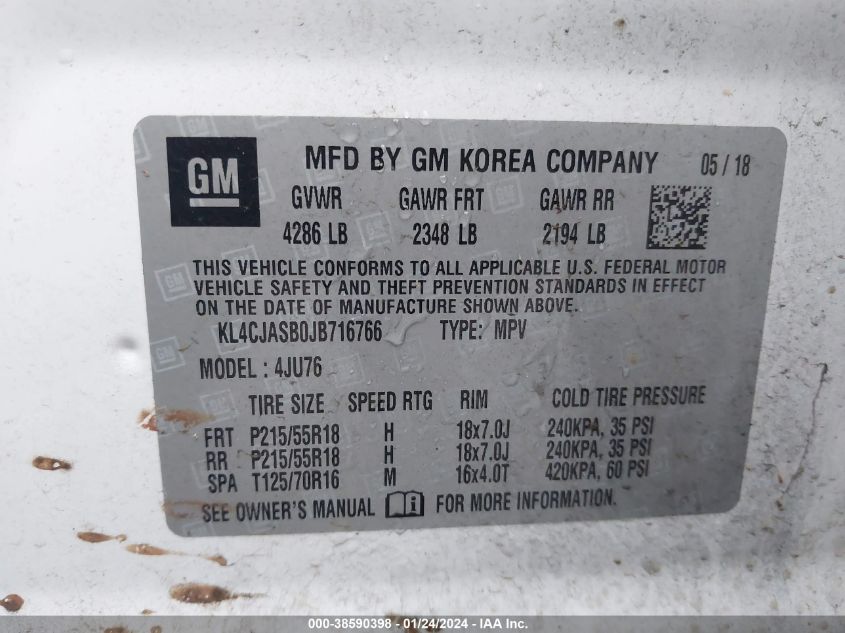 GM MFD BY GM KOREA COMPANY 05 / 18
GVWR GAWR FRT GAWR RR
4286 LB 2348 LB 2194 LB
THIS VEHICLE CONFORMS TO ALL APPLICABLE U.S. FEDERAL MOTOR
VEHICLE SAFETY AND THEFT PREVENTION STANDARDS IN EFFECT
ON THE DATE OF MANUFACTURE SHOWN ABOVE.
KL4CJASB0JB716766 TYPE: MPV
MODEL : 4JU76
TIRE SIZE SPEED RTG RIM COLD TIRE PRESSURE
FRT P215/55R18 H 18x7.0J 240KPA, 35 PSI
RR P215/55R18 H 18x7.0J 240KPA, 35 PSI
SPA T125/70R16 M 16x4.0T 420KPA, 60 PSI
SEE OWNER'S MANUAL FOR MORE INFORMATION.
000-38590398 - 01/24/2024 - IAA Inc.